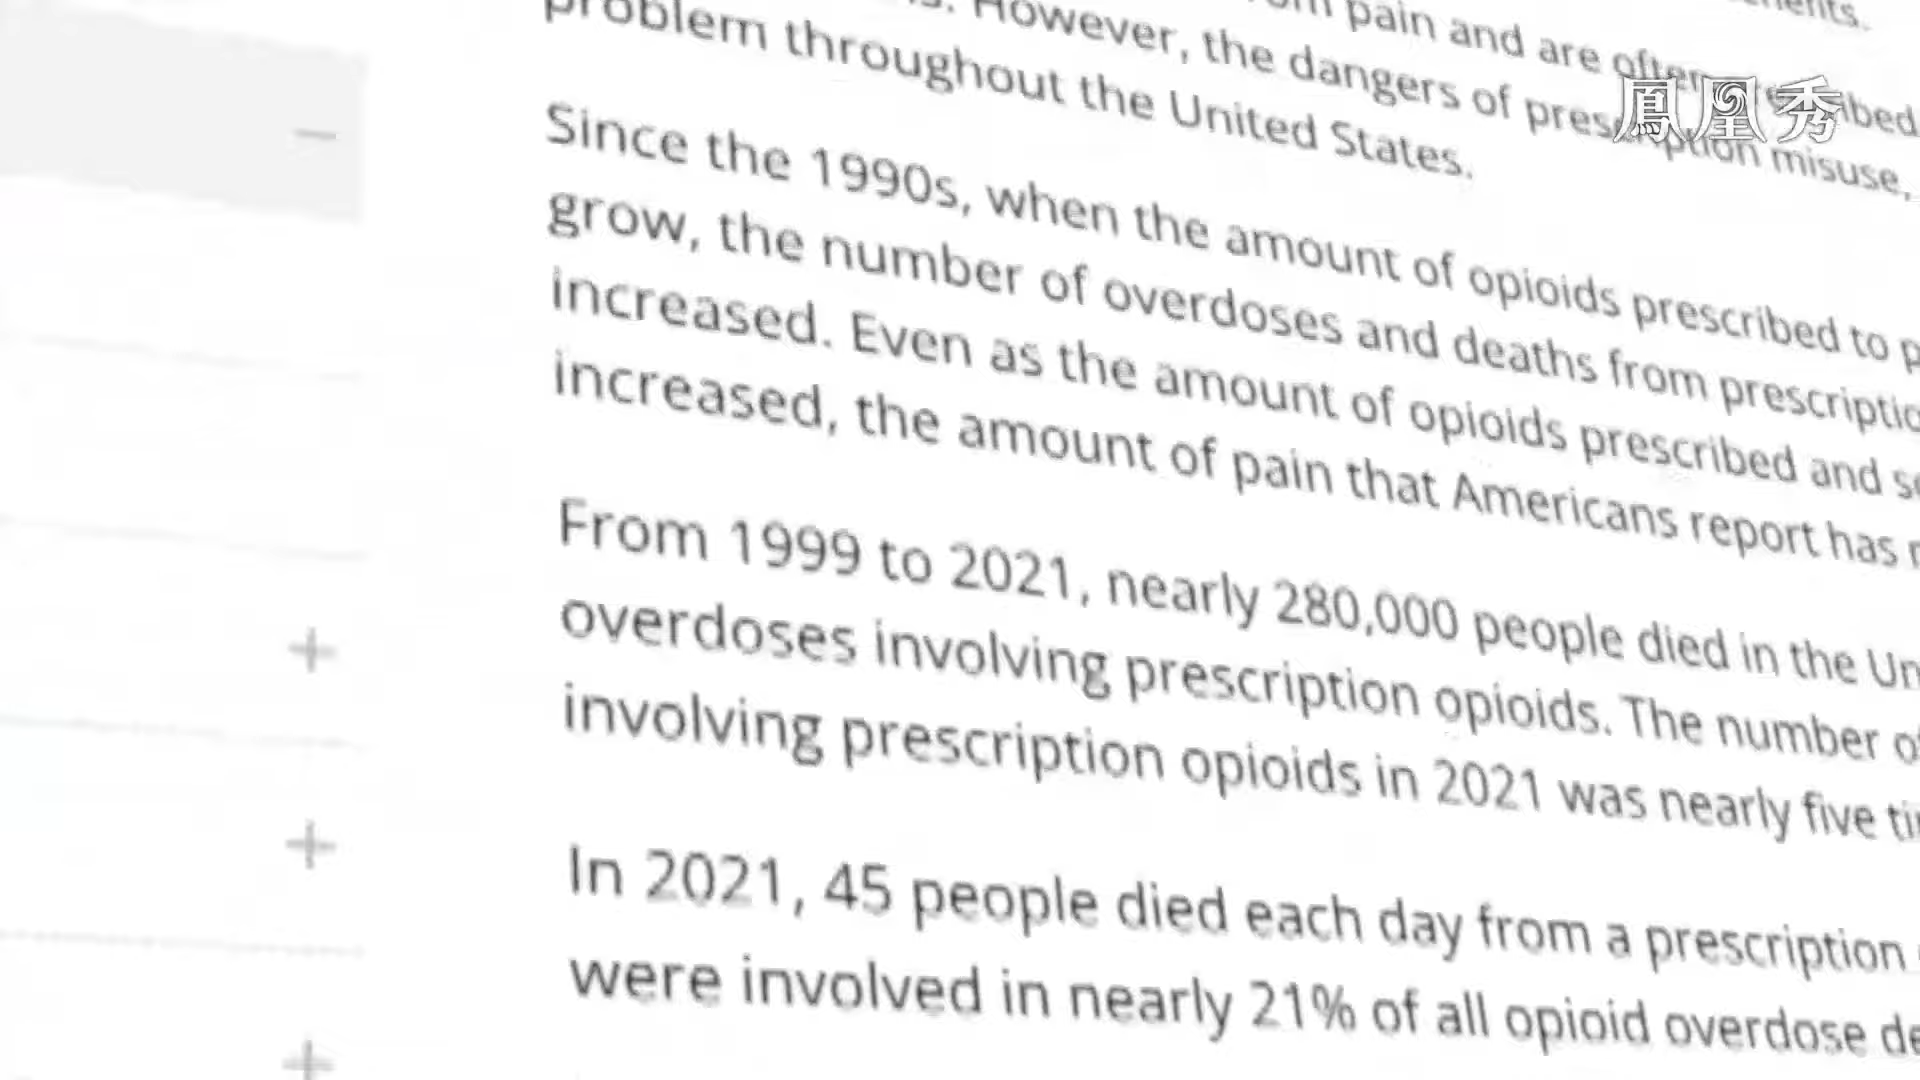 pain and are often
However, the dangers of prescription misuse,
problem throughout the United States.
Since the 1990s, when the amount of opioids prescribed to
grow, the number of overdoses and deaths from
increased. Even as the amount of opioids prescribed and
increased, the amount of pain that Americans report has
From 1999 to 2021, nearly 280,000 people died in the
overdoses involving prescription opioids. The number
involving prescription opioids in 2021 was nearly five
In 2021, 45 people died each day from a prescription
were involved in nearly 21% of all opioid overdose
鳳凰秀